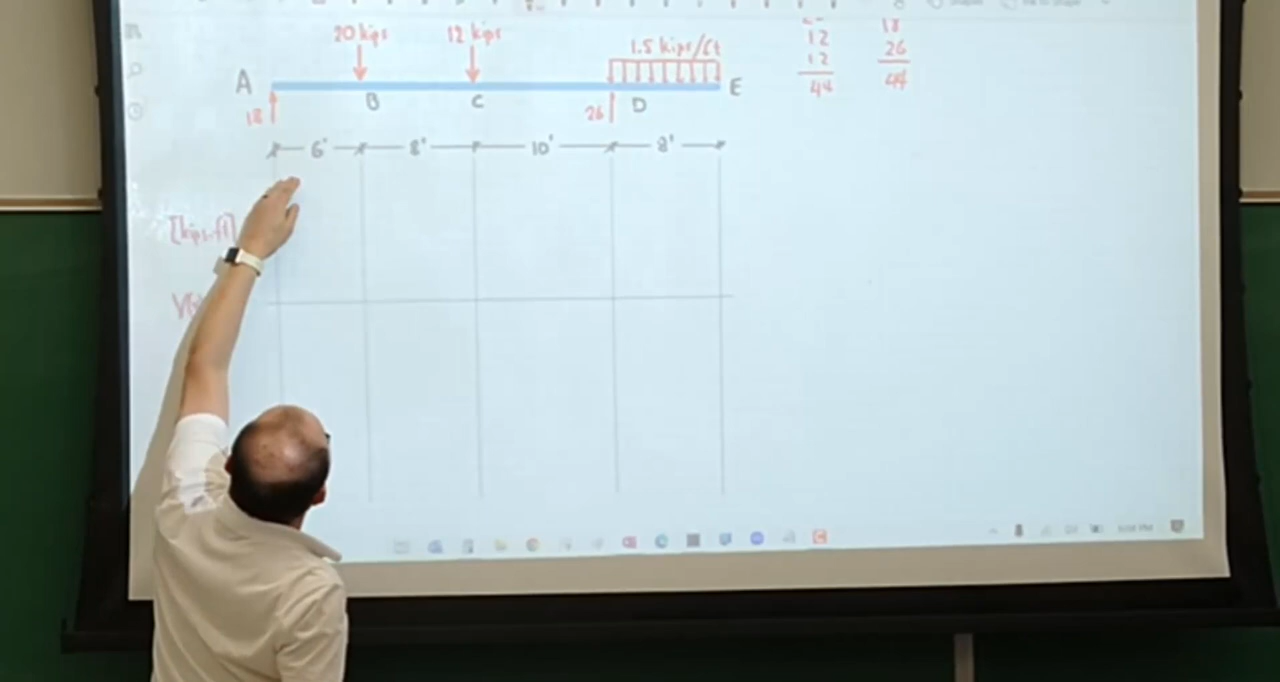 20 kips 12 kips 1.5 kips/ft
12 26
12
44 44
A B C D E
18 26
6' 8' 10' 8'
[kips-ft]